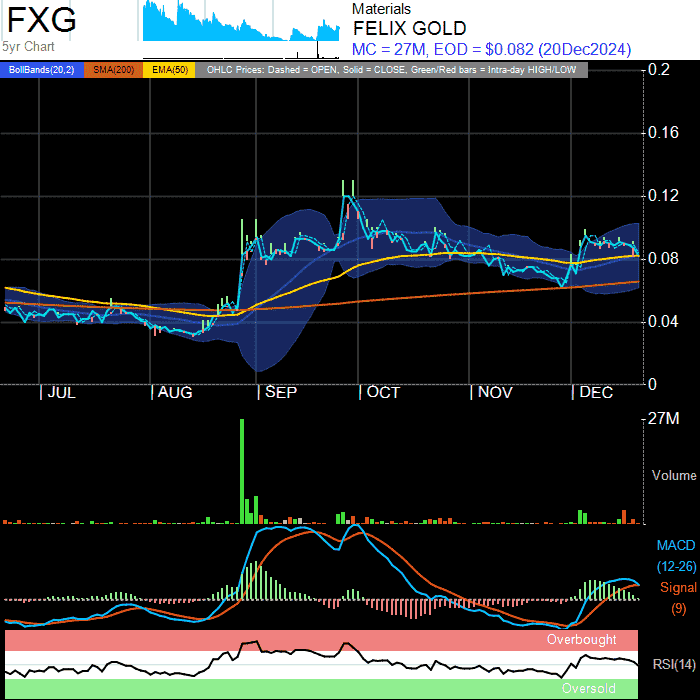 FXG
5yr Chart
Materials
FELIX GOLD
MC = 27M, EOD = $0.082 (20Dec2024)
BollBands(20,2) SMA(200) EMA(50) OHLC Prices: Dashed = OPEN, Solid = CLOSE, Green/Red bars = Intra-day HIGH/LOW
0.2
0.16
0.12
0.08
0.04
0
| JUL | AUG | SEP | OCT | NOV | DEC
27M
Volume
MACD
(12-26)
Signal
(9)
Overbought
RSI(14)
Oversold